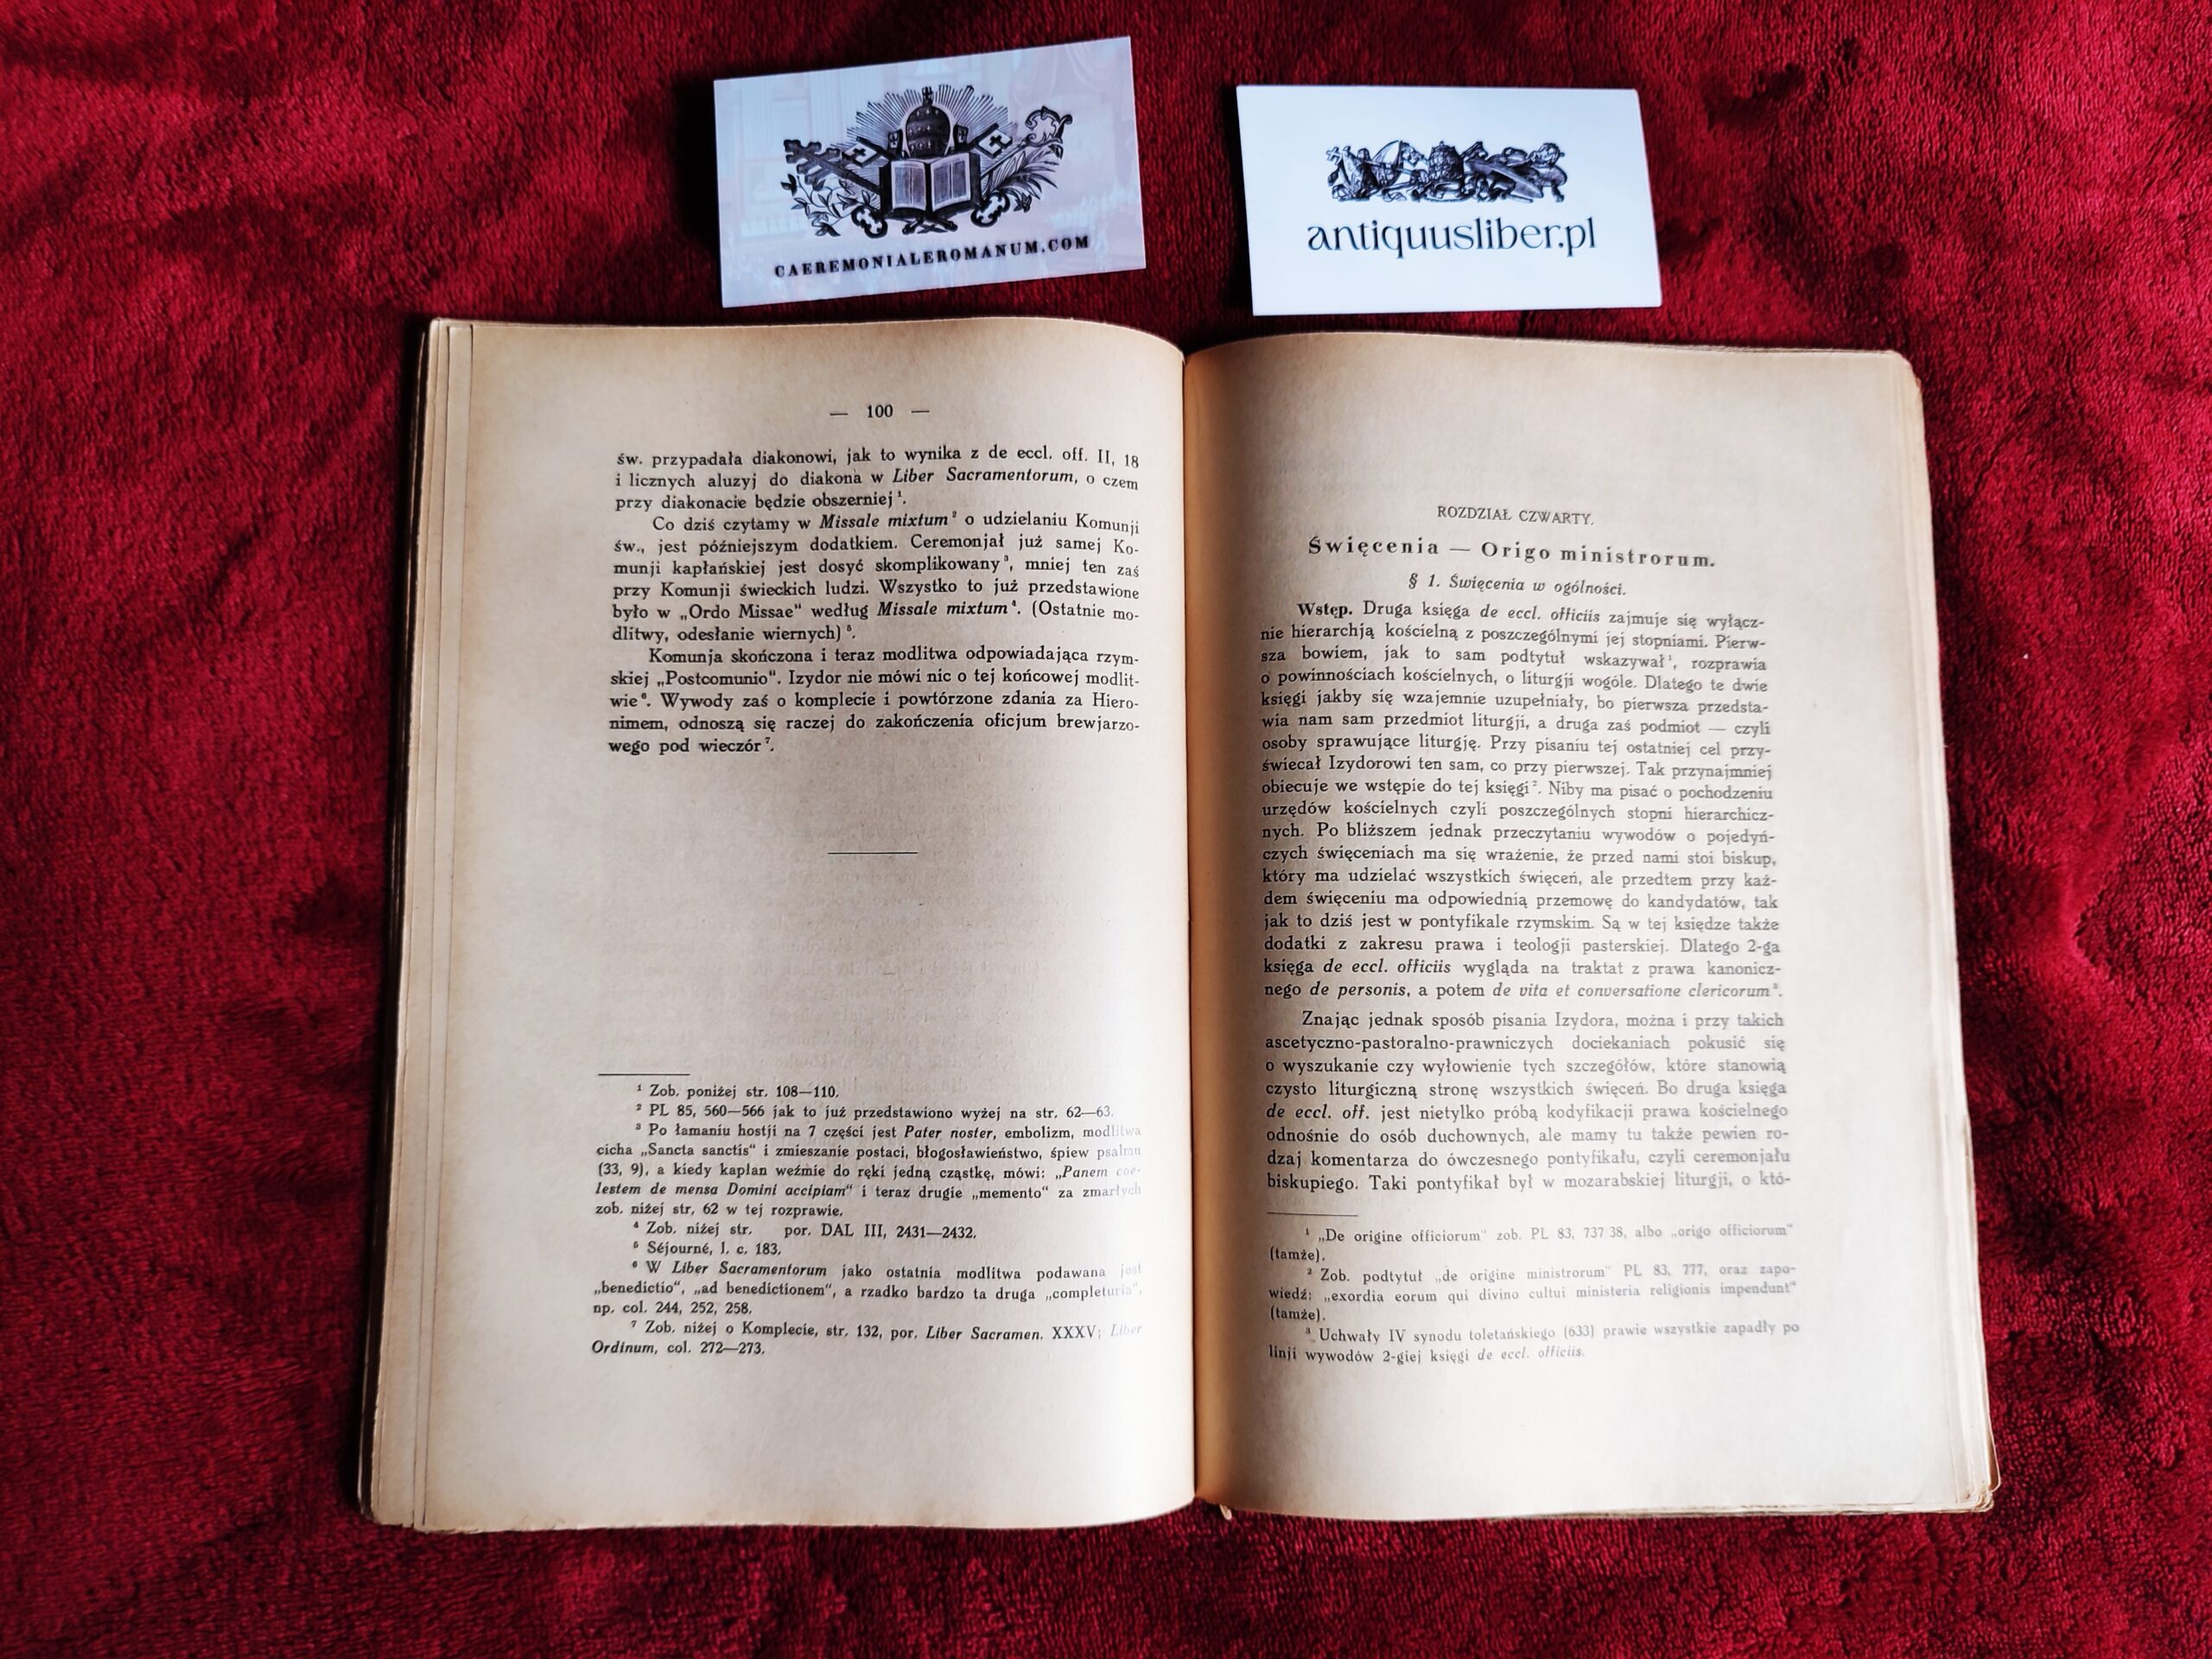 CAEREMONIALEROMANUM.COM
antiquusliber.pl
— 100 —
św. przypadała diakonowi, jak to wynika z de eccl. off. II, 18
i licznych aluzyj do diakona w Liber Sacramentorum, o czem
przy diakonacie będzie obszerniej ¹.
Co dziś czytamy w Missale mixtum ² o udzielaniu Komunji
św., jest późniejszym dodatkiem. Ceremonjał już samej Ko-
munji kapłańskiej jest dosyć skomplikowany ³, mniej ten zaś
przy Komunji świeckich ludzi. Wszystko to już przedstawione
było w „Ordo Missae“ według Missale mixtum ⁴. (Ostatnie mo-
dlitwy, odesłanie wiernych) ⁵.
Komunja skończona i teraz modlitwa odpowiadająca rzym-
skiej „Postcomunio“. Izydor nie mówi nic o tej końcowej modlit-
wie ⁶. Wywody zaś o komplecie i powtórzone zdania za Hiero-
nimem, odnoszą się raczej do zakończenia oficjum brewjarzo-
wego pod wieczór ⁷.
¹ Zob. poniżej str. 108—110.
² PL 85, 560—566 jak to już przedstawiono wyżej na str. 62—63.
³ Po łamaniu hostji na 7 części jest Pater noster, embolizm, modlitwa
cicha „Sancta sanctis“ i zmieszanie postaci, błogosławieństwo, śpiew psalmu
(33, 9), a kiedy kapłan weźmie do ręki jedną cząstkę, mówi: „Panem coe-
lestem de mensa Domini accipiam“ i teraz drugie „memento“ za zmarłych
zob. niżej str. 62 w tej rozprawie.
⁴ Zob. niżej str. por. DAL III, 2431—2432.
⁵ Séjourné, l. c. 183.
⁶ W Liber Sacramentorum jako ostatnia modlitwa podawana jest
„benedictio“, „ad benedictionem“, a rzadko bardzo ta druga „completuria“,
np. col. 244, 252, 258.
⁷ Zob. niżej o Komplecie, str. 132, por. Liber Sacramen. XXXV; Liber
Ordinum, col. 272—273.
ROZDZIAŁ CZWARTY.
Święcenia — Origo ministrorum.
§ 1. Święcenia w ogólności.
Wstęp. Druga księga de eccl. officiis zajmuje się wyłącz-
nie hierarchją kościelną z poszczególnymi jej stopniami. Pierw-
sza bowiem, jak to sam podtytuł wskazywał ¹, rozprawia
o powinnościach kościelnych, o liturgji wogóle. Dlatego te dwie
księgi jakby się wzajemnie uzupełniały, bo pierwsza przedsta-
wia nam sam przedmiot liturgji, a druga zaś podmiot — czyli
osoby sprawujące liturgję. Przy pisaniu tej ostatniej cel przy-
świecał Izydorowi ten sam, co przy pierwszej. Tak przynajmniej
obiecuje we wstępie do tej księgi ². Niby ma pisać o pochodzeniu
urzędów kościelnych czyli poszczególnych stopni hierarchicz-
nych. Po bliższem jednak przeczytaniu wywodów o pojedyń-
czych święceniach ma się wrażenie, że przed nami stoi biskup,
który ma udzielać wszystkich święceń, ale przedtem przy każ-
dem święceniu ma odpowiednią przemowę do kandydatów, tak
jak to dziś jest w pontyfikale rzymskim. Są w tej księdze także
dodatki z zakresu prawa i teologji pasterskiej. Dlatego 2-ga
księga de eccl. officiis wygląda na traktat z prawa kanonicz-
nego de personis, a potem de vita et conversatione clericorum ³.
Znając jednak sposób pisania Izydora, można i przy takich
ascetyczno-pastoralno-prawniczych dociekaniach pokusić się
o wyszukanie czy wyłowienie tych szczegółów, które stanowią
czysto liturgiczną stronę wszystkich święceń. Bo druga księga
de eccl. off. jest nietylko próbą kodyfikacji prawa kościelnego
odnośnie do osób duchownych, ale mamy tu także pewien ro-
dzaj komentarza do ówczesnego pontyfikału, czyli ceremonjału
biskupiego. Taki pontyfikał był w mozarabskiej liturgji, o któ-
¹ „De origine officiorum“ zob. PL 83, 737 38, albo „origo officiorum“
(tamże).
² Zob. podtytuł „de origine ministrorum“ PL 83, 777, oraz zapo-
wiedź: „exordia eorum qui divino cultui ministeria religionis impendunt“
(tamże).
³ Uchwały IV synodu toletańskiego (633) prawie wszystkie zapadły po
linji wywodów 2-giej księgi de eccl. officiis.